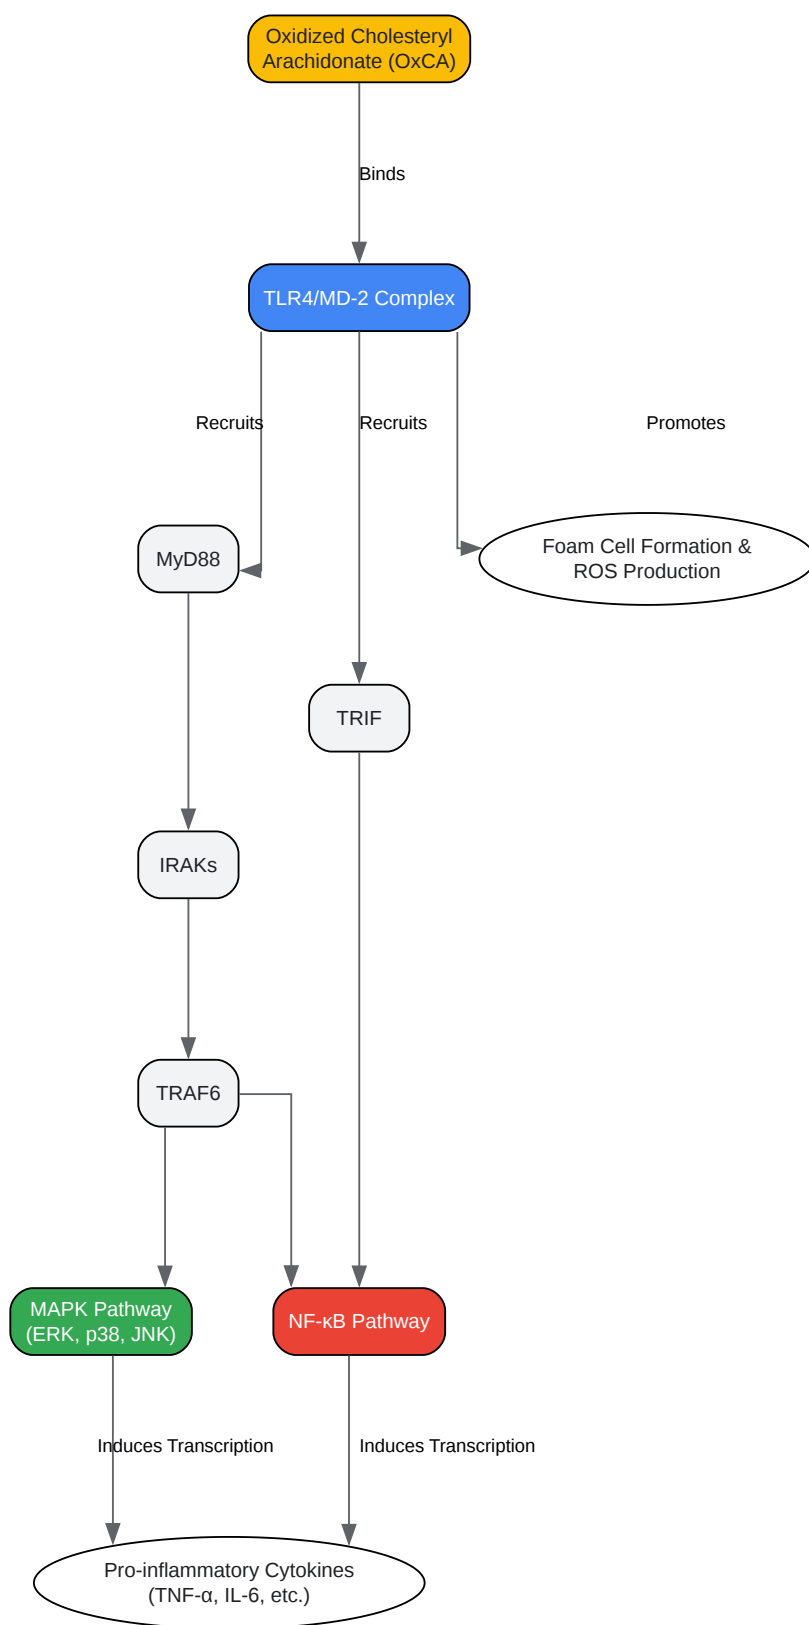 Oxidized Cholesteryl
Arachidonate (OxCA)
Binds
TLR4/MD-2 Complex
Recruits
Recruits
Promotes
MyD88
Foam Cell Formation &
ROS Production
TRIF
IRAKs
TRAF6
MAPK Pathway
(ERK, p38, JNK)
NF-κB Pathway
Induces Transcription
Induces Transcription
Pro-inflammatory Cytokines
(TNF-α, IL-6, etc.)